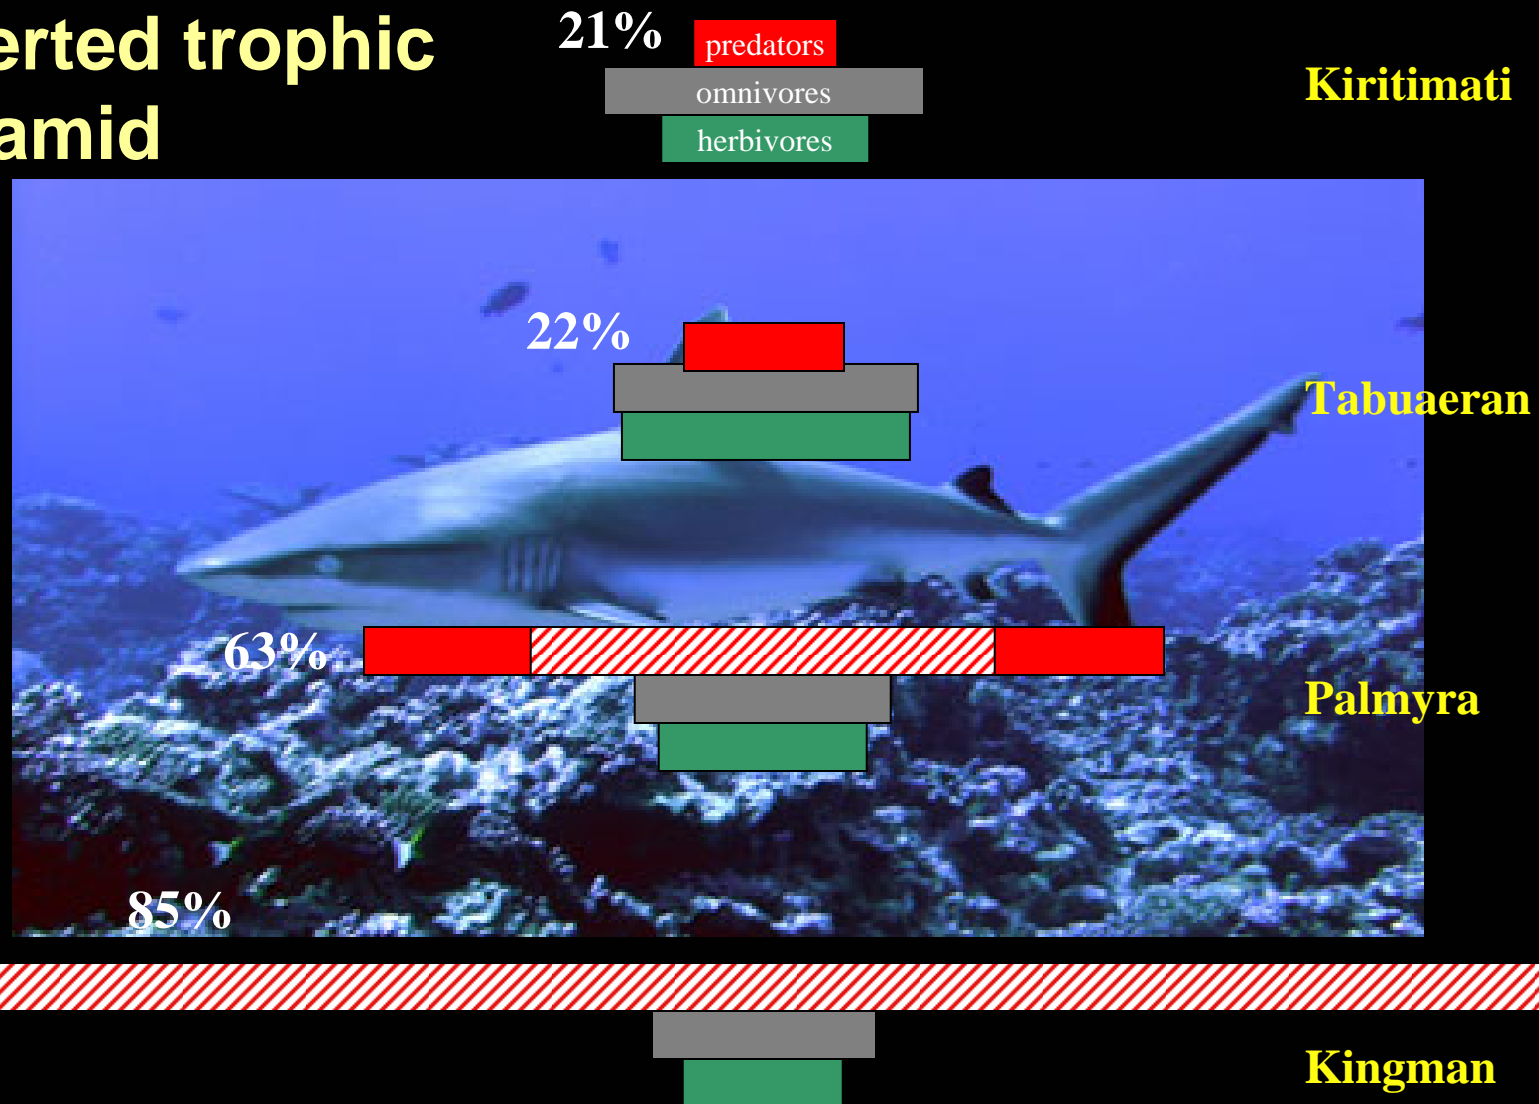 erted trophic
amid
21%
predators
omnivores
herbivores
Kiritimati
22%
Tabuaeran
63%
Palmyra
85%
Kingman